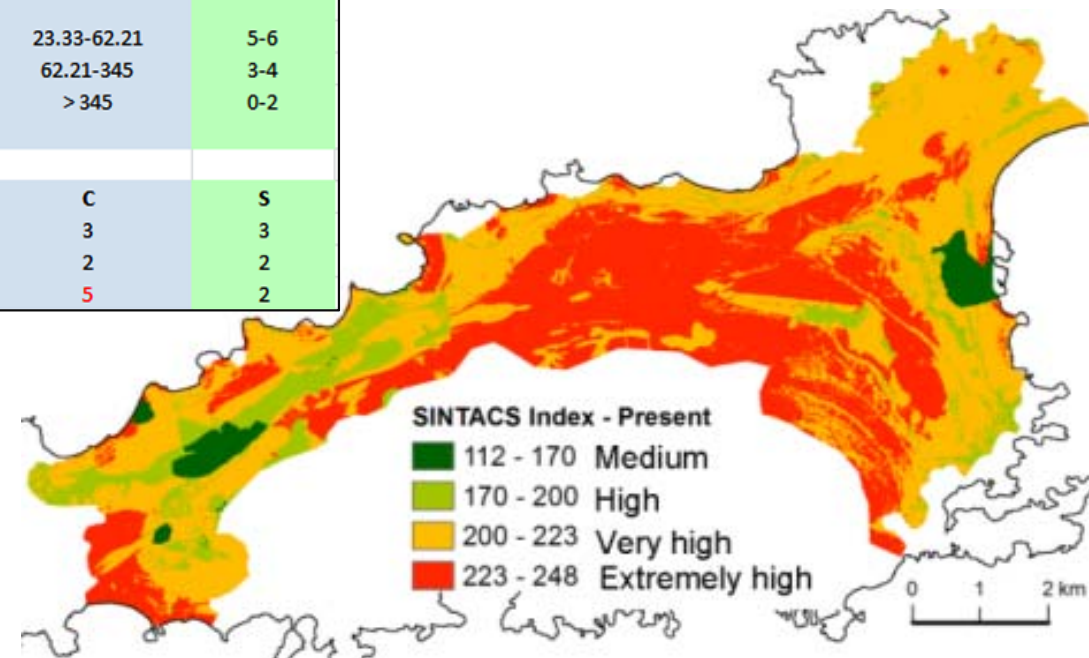 23.33-62.21 5-6
62.21-345 3-4
> 345 0-2
C S
3 3
2 2
5 2
SINTACS Index - Present
112 - 170 Medium
170 - 200 High
200 - 223 Very high
223 - 248 Extremely high
0 1 2 km